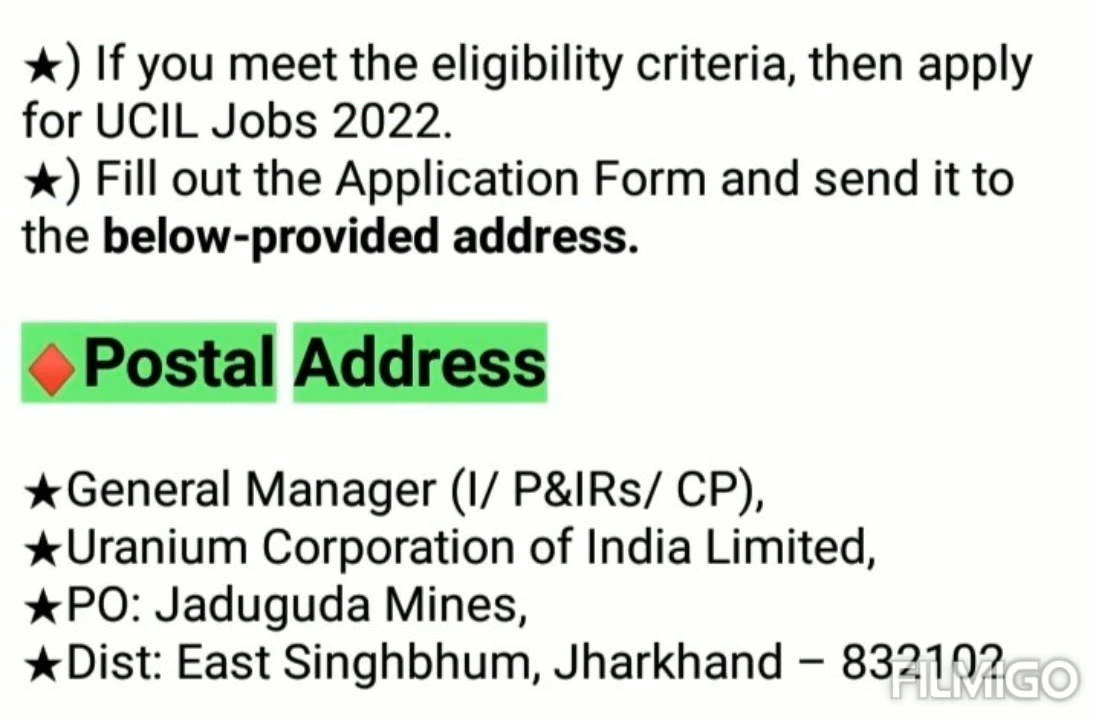 ★) If you meet the eligibility criteria, then apply
for UCIL Jobs 2022.
★) Fill out the Application Form and send it to
the below-provided address.
♦Postal Address
★General Manager (I/ P&IRs/ CP),
★Uranium Corporation of India Limited,
★PO: Jaduguda Mines,
★Dist: East Singhbhum, Jharkhand – 832102
FILMIGO